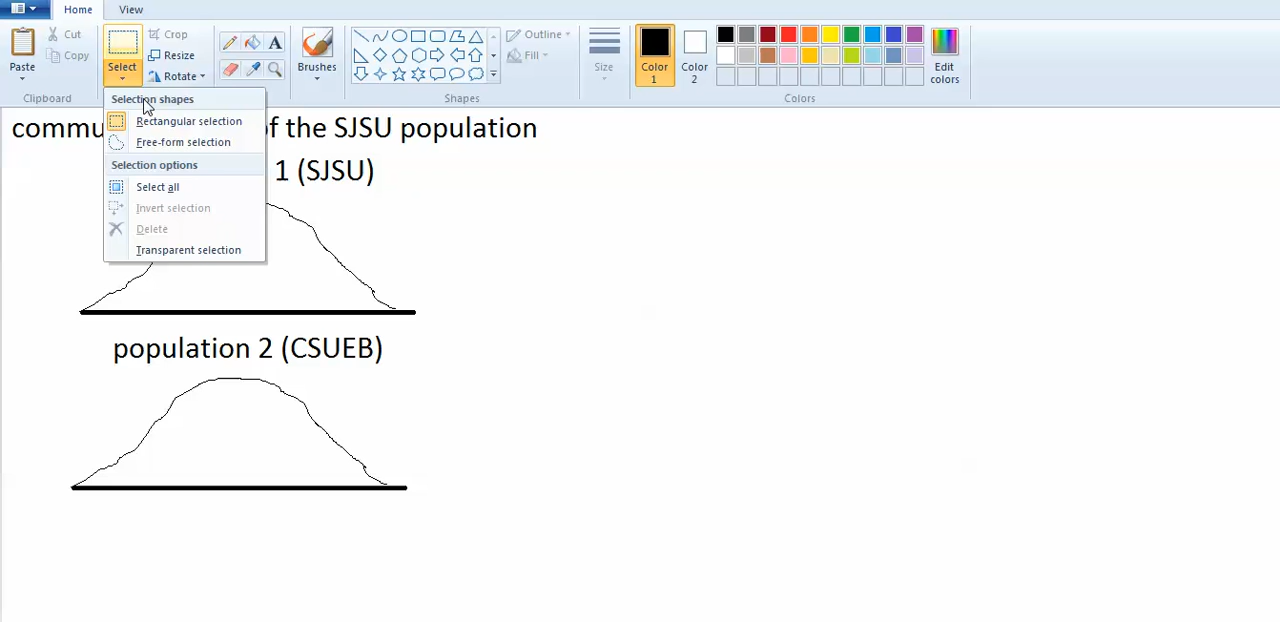 Home View
Paste
Cut
Copy
Clipboard
Select
Crop
Resize
Rotate
Brushes
Shapes
Outline
Fill
Size
Color 1
Color 2
Edit colors
Colors
Selection shapes
Rectangular selection
Free-form selection
Selection options
Select all
Invert selection
Delete
Transparent selection
of the SJSU population
1 (SJSU)
population 2 (CSUEB)